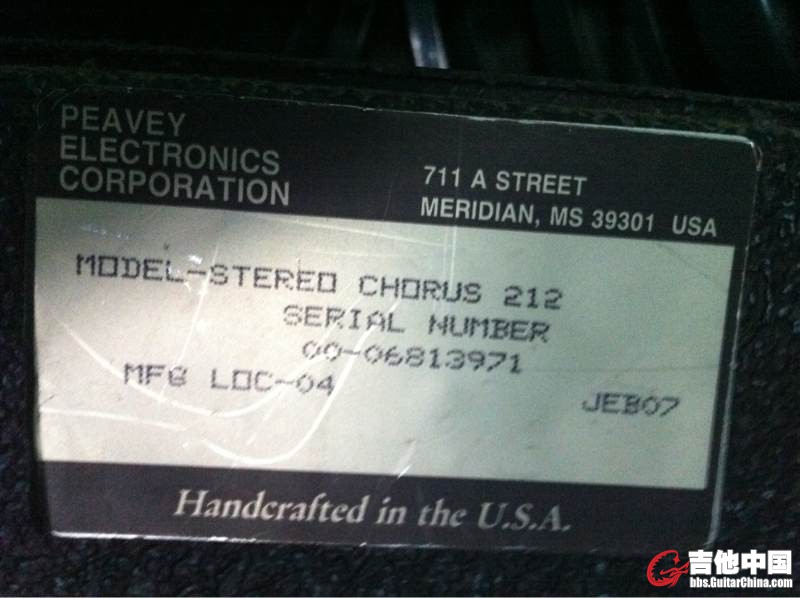 PEAVEY
ELECTRONICS
CORPORATION
711 A STREET
MERIDIAN, MS 39301 USA
MODEL-STEREO CHORUS 212
SERIAL NUMBER
00-06813971
MFG LOC-04
JEB07
Handcrafted in the U.S.A.
吉他中国
bbs.GuitarChina.com